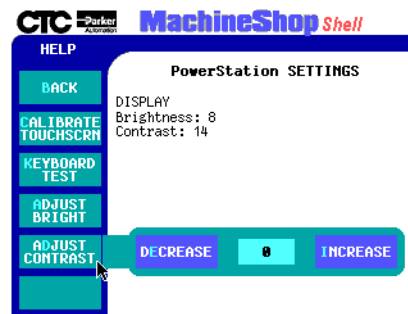 CTC Parker Automation MachineShop Shell
HELP
PowerStation SETTINGS
BACK
DISPLAY
Brightness: 8
Contrast: 14
CALIBRATE
TOUCHSCRN
KEYBOARD
TEST
ADJUST
BRIGHT
ADJUST
CONTRAST
DECREASE 0 INCREASE